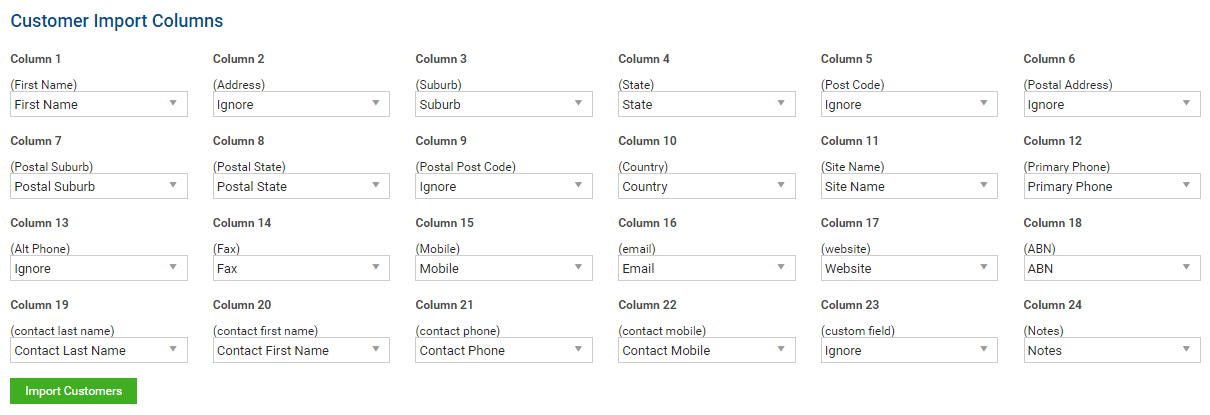 Customer Import Columns
Column 1 Column 2 Column 3 Column 4 Column 5 Column 6
(First Name) (Address) (Suburb) (State) (Post Code) (Postal Address)
First Name Ignore Suburb State Ignore Ignore
Column 7 Column 8 Column 9 Column 10 Column 11 Column 12
(Postal Suburb) (Postal State) (Postal Post Code) (Country) (Site Name) (Primary Phone)
Postal Suburb Postal State Ignore Country Site Name Primary Phone
Column 13 Column 14 Column 15 Column 16 Column 17 Column 18
(Alt Phone) (Fax) (Mobile) (email) (website) (ABN)
Ignore Fax Mobile Email Website ABN
Column 19 Column 20 Column 21 Column 22 Column 23 Column 24
(contact last name) (contact first name) (contact phone) (contact mobile) (custom field) (Notes)
Contact Last Name Contact First Name Contact Phone Contact Mobile Ignore Notes
Import Customers